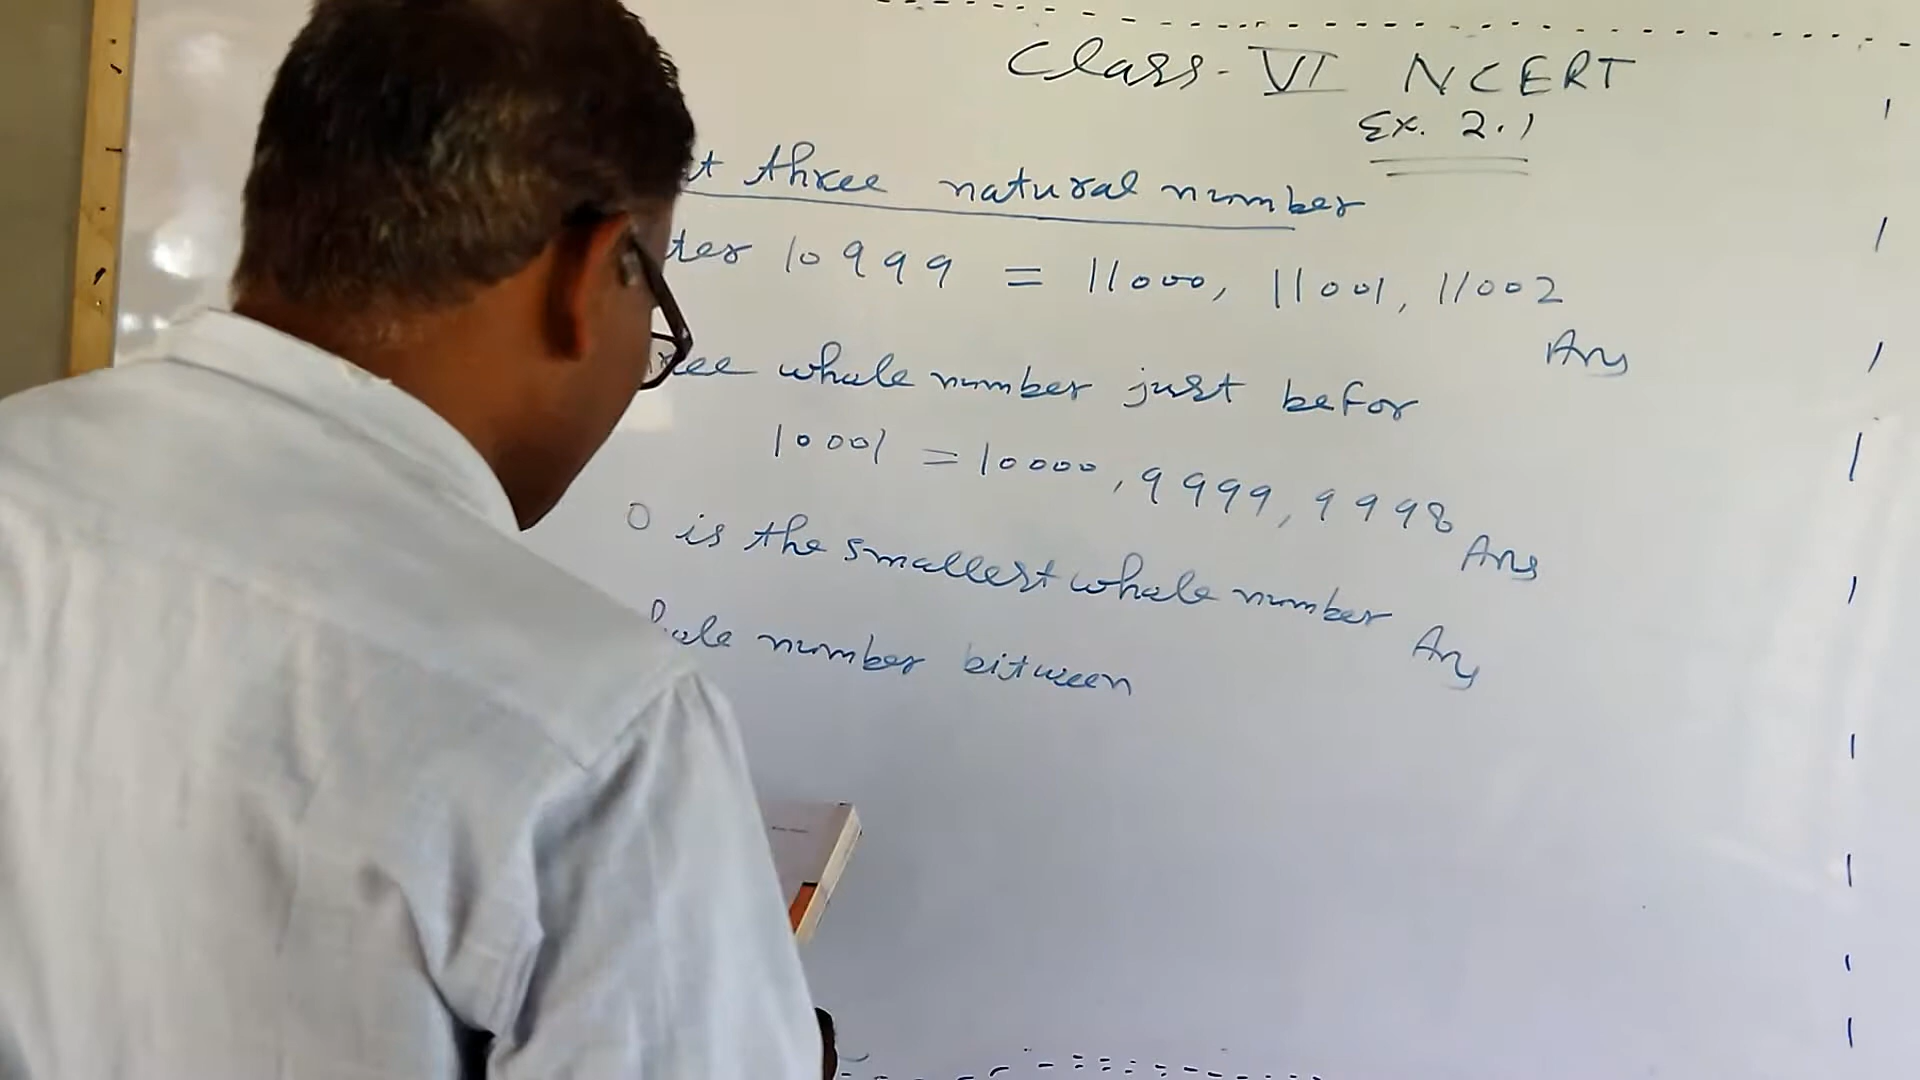 Class- VI NCERT
Ex. 2.1
three natural number
10999 = 11000, 11001, 11002
Ans
whole number just befor
10001 = 10000, 9999, 9998
Ans
0 is the smallest whole number
Ans
number bitween